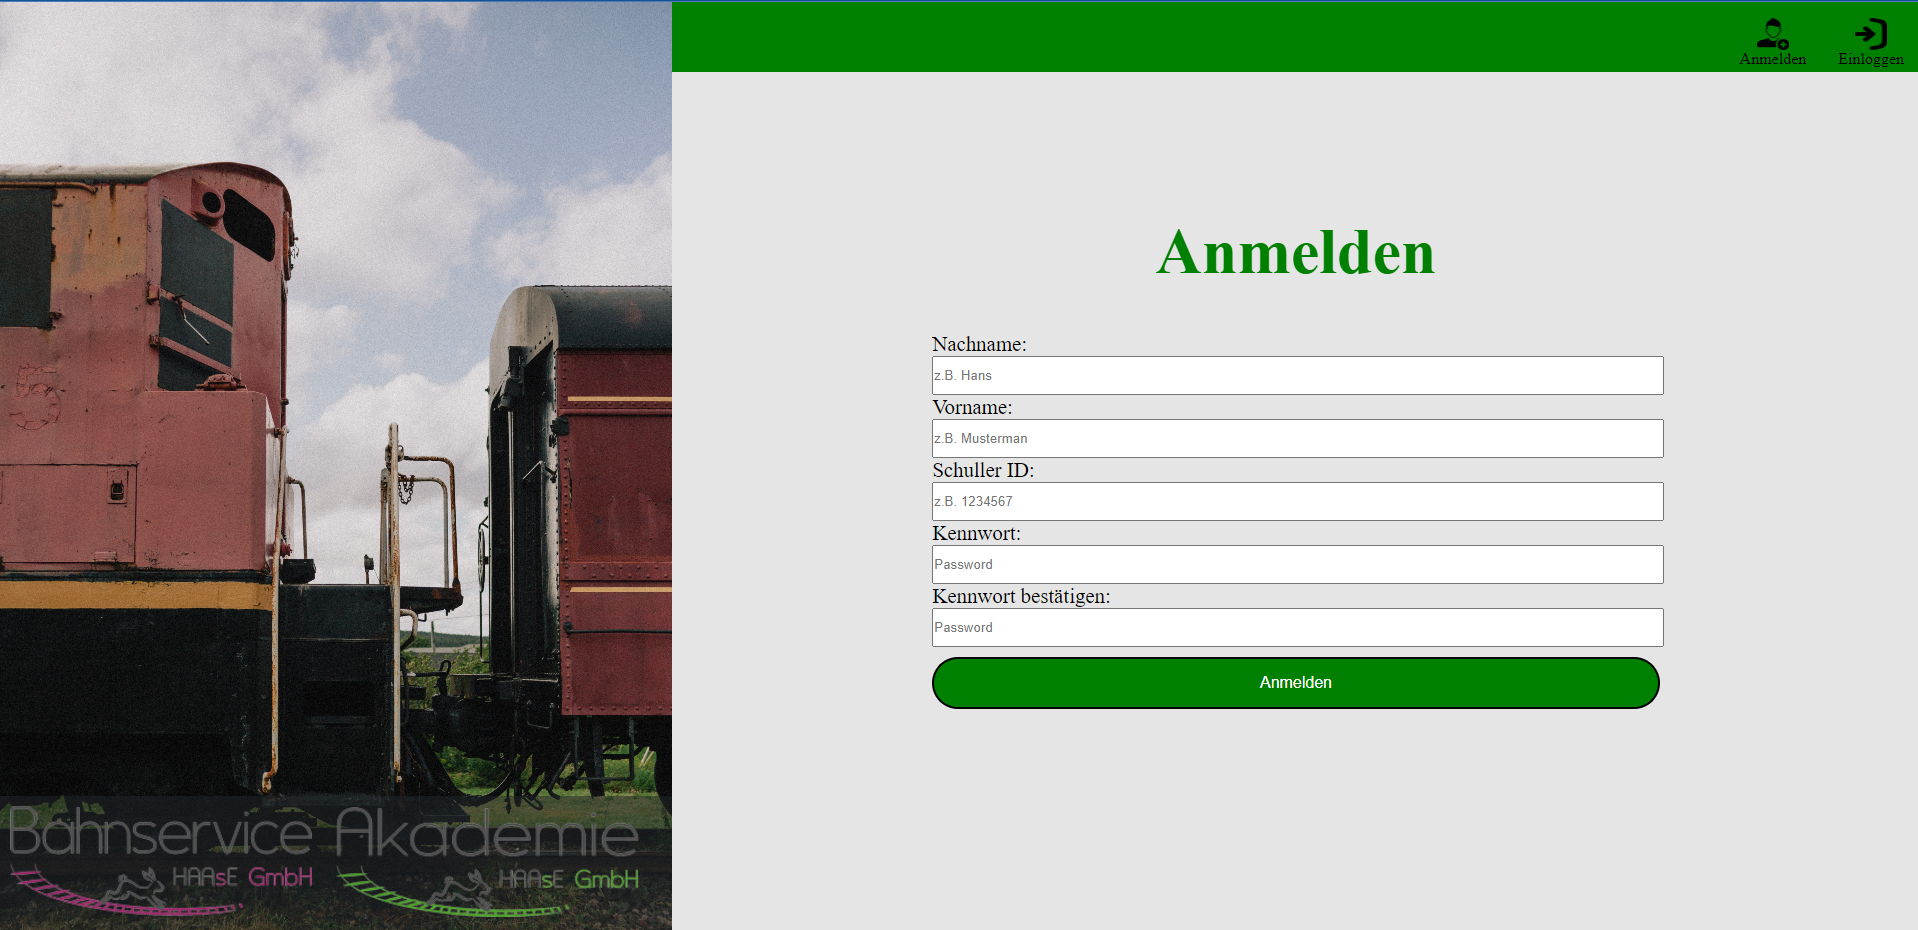 Anmelden
Einloggen
Anmelden
Nachname:
z.B. Hans
Vorname:
z.B. Musterman
Schuller ID:
z.B. 1234567
Kennwort:
Password
Kennwort bestätigen:
Password
Anmelden
5
Bahnservice Akademie
HAAsE GmbH HAAsE GmbH